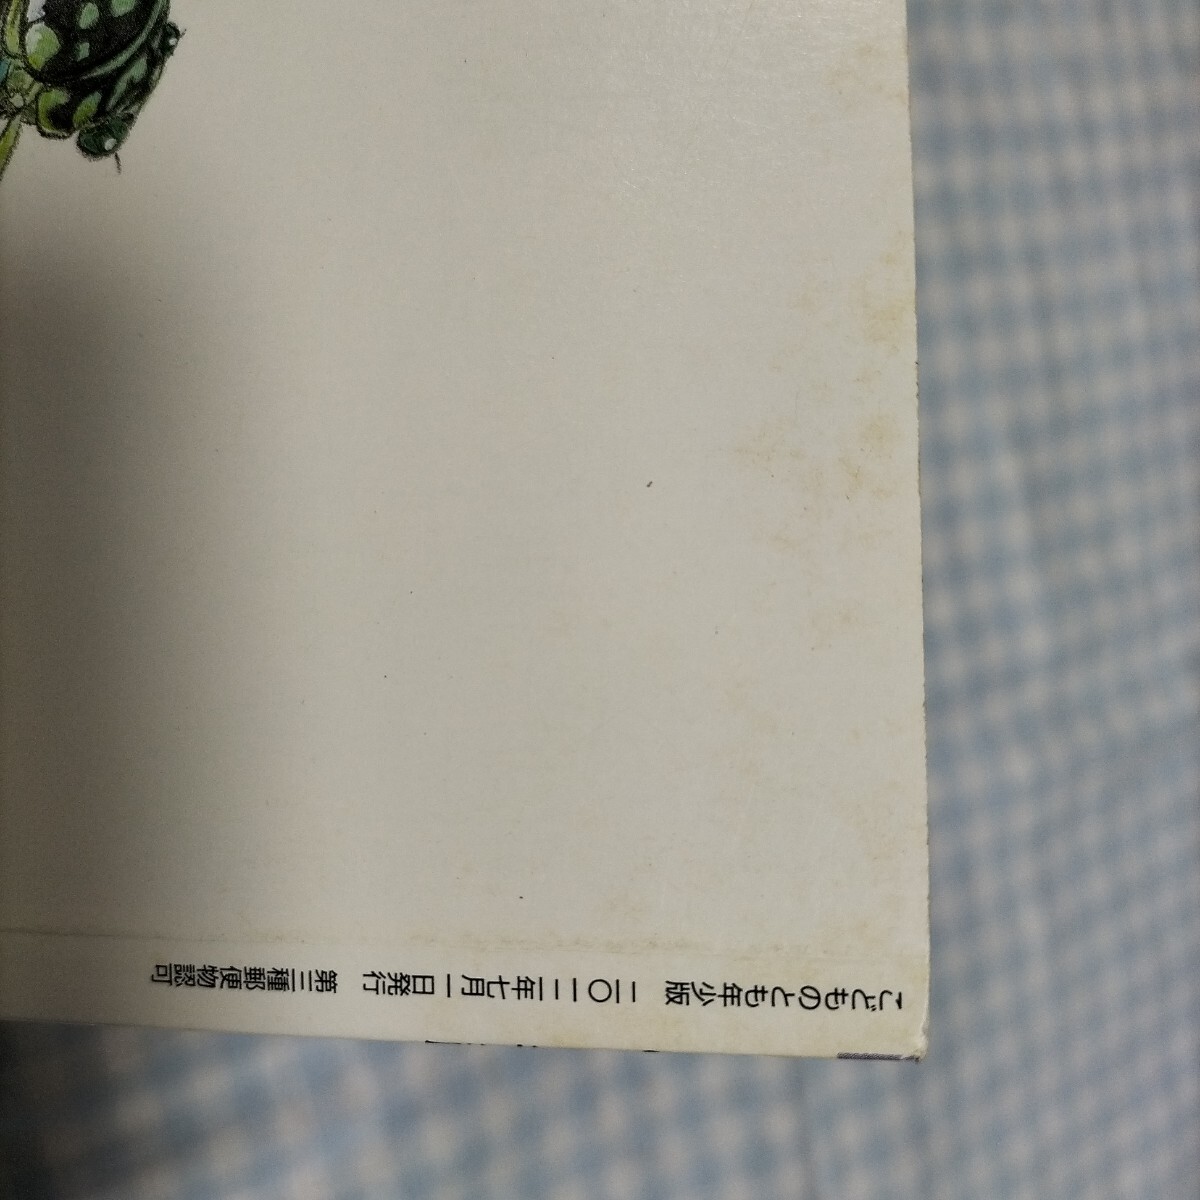 こどものとも年少版 二〇一二年七月一日発行 第三種郵便物認可